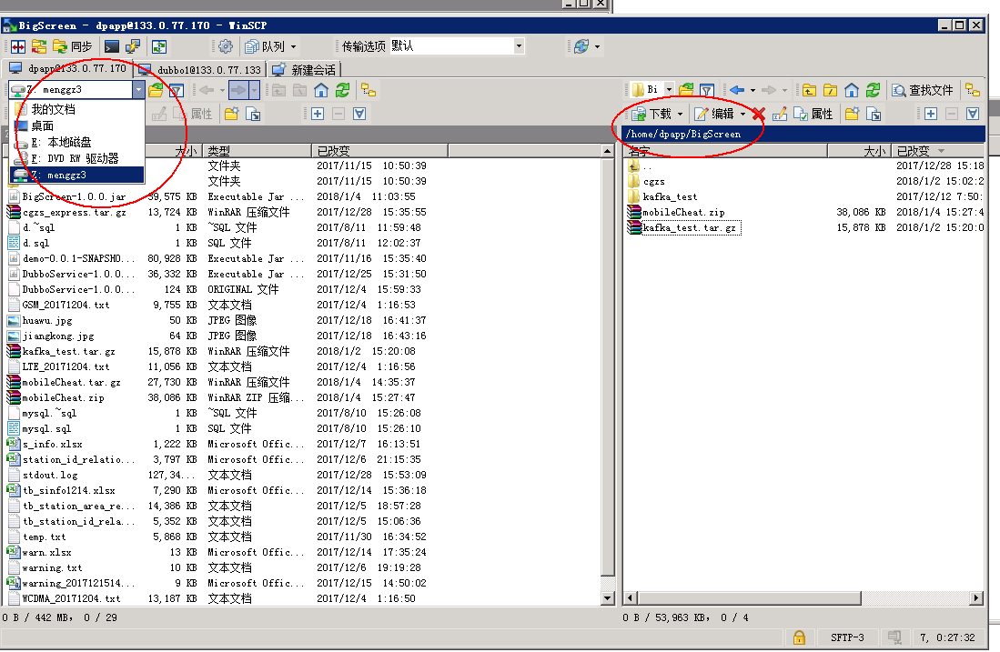 BigScreen - dpapp@133.0.77.170 - WinSCP
同步 队列 传输选项 默认
dpapp@133.0.77.170 dubbo1@133.0.77.133 新建会话
Z: menggz3 Bi 查找文件
我的文档
桌面
E: 本地磁盘
F: DVD RW 驱动器
Z: menggz3
属性 下载 编辑 属性
/home/dpapp/BigScreen
大小 类型 已改变
文件夹 2017/11/15 10:50:39
文件夹 2017/11/15 10:50:39
BigScreen-1.0.0.jar 59,575 KB Executable Jar ... 2018/1/4 11:03:55
cgzs_express.tar.gz 13,724 KB WinRAR 压缩文件 2017/12/28 15:35:55
d.~sql 1 KB ~SQL 文件 2017/8/11 11:59:48
d.sql 1 KB SQL 文件 2017/8/11 12:02:37
demo-0.0.1-SNAPSHO... 80,928 KB Executable Jar ... 2017/11/16 15:35:40
DubboService-1.0.0... 36,332 KB Executable Jar ... 2017/12/25 15:31:50
DubboService-1.0.0... 124 KB ORIGINAL 文件 2017/12/4 15:59:33
GSM_20171204.txt 9,755 KB 文本文档 2017/12/4 1:16:53
huawu.jpg 50 KB JPEG 图像 2017/12/18 16:41:37
jiangkong.jpg 64 KB JPEG 图像 2017/12/18 16:43:16
kafka_test.tar.gz 15,878 KB WinRAR 压缩文件 2018/1/2 15:20:08
LTE_20171204.txt 11,056 KB 文本文档 2017/12/4 1:16:56
mobileCheat.tar.gz 27,730 KB WinRAR 压缩文件 2018/1/4 14:35:37
mobileCheat.zip 38,086 KB WinRAR ZIP 压缩... 2018/1/4 15:27:47
mysql.~sql 1 KB ~SQL 文件 2017/8/10 15:26:08
mysql.sql 1 KB SQL 文件 2017/8/10 15:26:10
s_info.xlsx 1,222 KB Microsoft Offic... 2017/12/7 16:13:51
station_id_relatio... 3,797 KB Microsoft Offic... 2017/12/6 21:15:35
stdout.log 127,34... 文本文档 2017/12/28 15:53:09
tb_sinfo1214.xlsx 7,290 KB Microsoft Offic... 2017/12/14 15:36:18
tb_station_area_re... 14,386 KB 文本文档 2017/12/5 18:57:28
tb_station_id_rela... 5,352 KB 文本文档 2017/12/5 15:06:36
temp.txt 5,868 KB 文本文档 2017/11/30 16:34:52
warn.xlsx 13 KB Microsoft Offic... 2017/12/14 17:35:24
warning.txt 10 KB 文本文档 2017/12/6 19:19:28
warning_2017121514... 9 KB Microsoft Offic... 2017/12/15 14:50:02
WCDMA_20171204.txt 13,187 KB 文本文档 2017/12/4 1:16:50
名字 大小 已改变
.. 2017/12/28 15:18
cgzs 2018/1/2 15:02:2
kafka_test 2017/12/12 7:50:
mobileCheat.zip 38,086 KB 2018/1/4 15:27:4
kafka_test.tar.gz 15,878 KB 2018/1/2 15:20:0
0 B / 442 MB, 0 / 29 0 B / 53,963 KB, 0 / 4
SFTP-3 7, 0:27:32